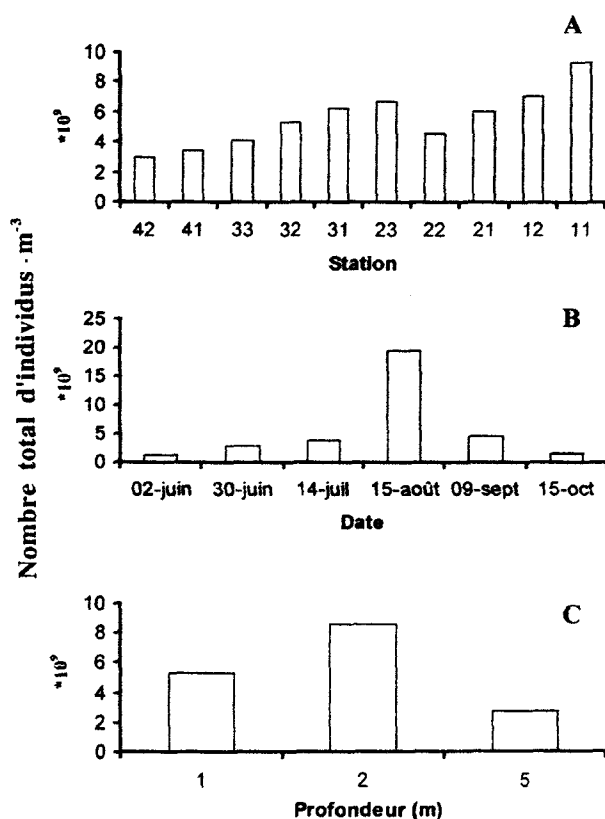 Nombre total d'individus · m⁻³
A
*10⁹
10
8
6
4
2
0
42 41 33 32 31 23 22 21 12 11
Station
B
*10⁹
25
20
15
10
5
0
02-juin 30-juin 14-juil 15-août 09-sept 15-oct
Date
C
*10⁹
10
8
6
4
2
0
1 2 5
Profondeur (m)